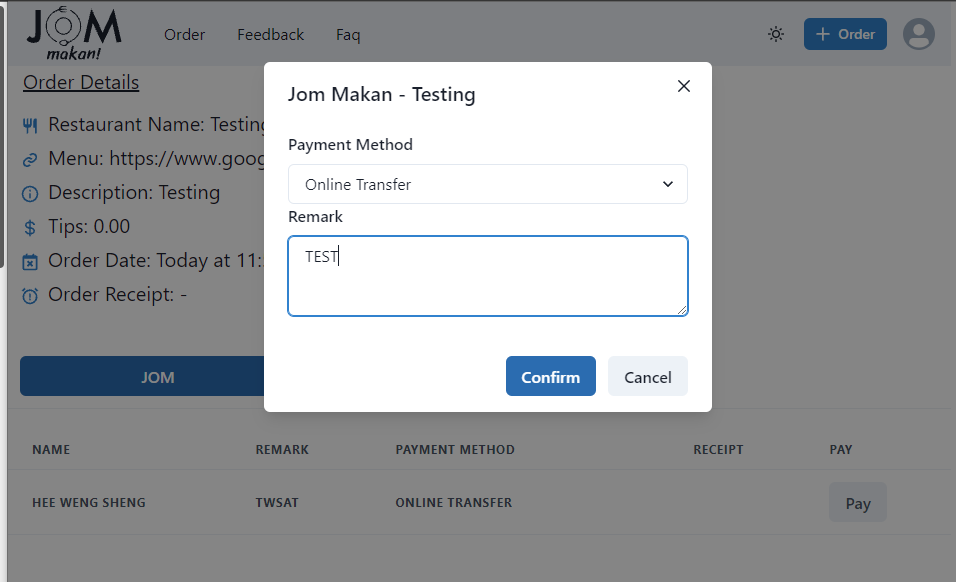 JOM
makan!
Order
Feedback
Faq
+ Order
Order Details
Restaurant Name: Testing
Menu: https://www.goog
Description: Testing
Tips: 0.00
Order Date: Today at 11:
Order Receipt: -
JOM
Jom Makan - Testing
Payment Method
Online Transfer
Remark
TEST
Confirm
Cancel
NAME
REMARK
PAYMENT METHOD
RECEIPT
PAY
HEE WENG SHENG
TWSAT
ONLINE TRANSFER
Pay